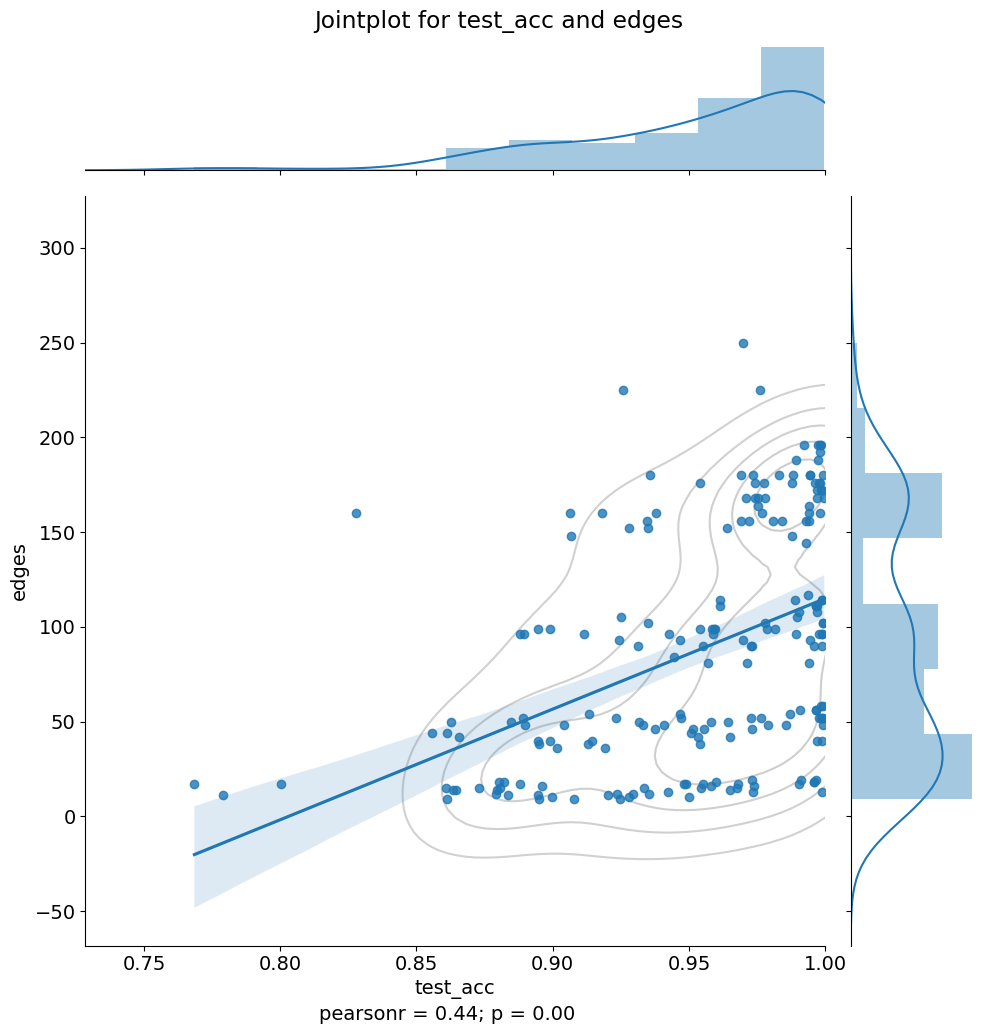 Jointplot for test_acc and edges
300
250
200
150
100
50
0
−50
edges
0.75 0.80 0.85 0.90 0.95 1.00
test_acc
pearsonr = 0.44; p = 0.00